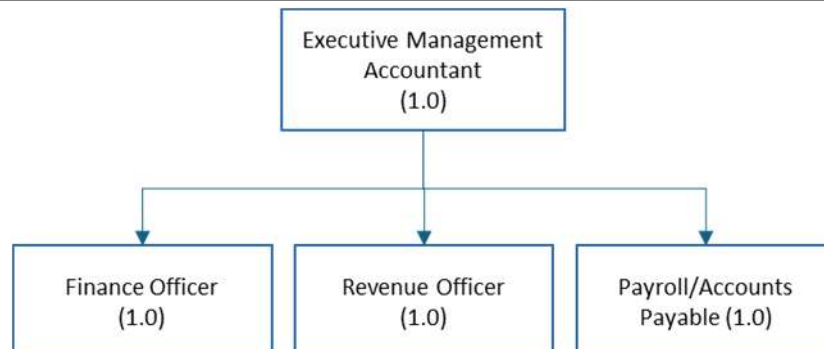 Executive Management
Accountant
(1.0)
Finance Officer
(1.0)
Revenue Officer
(1.0)
Payroll/Accounts
Payable (1.0)